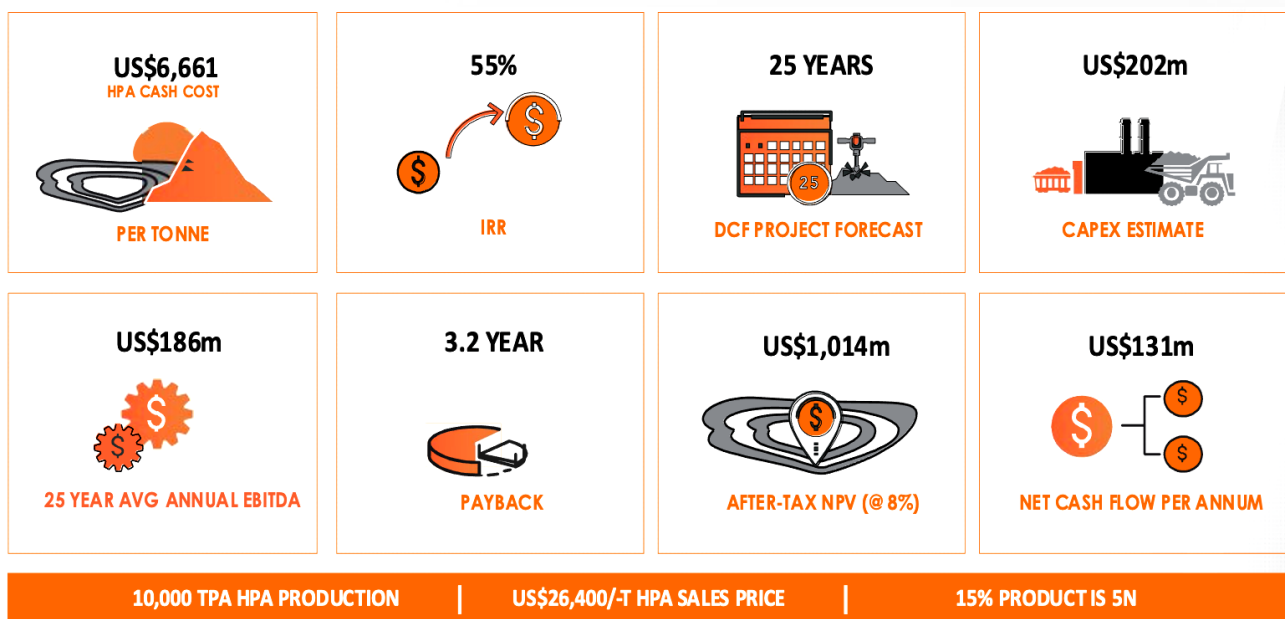 US$6,661
HPA CASH COST
PER TONNE
55%
$
$
IRR
25 YEARS
25
DCF PROJECT FORECAST
US$202m
CAPEX ESTIMATE
US$186m
$
$
25 YEAR AVG ANNUAL EBITDA
3.2 YEAR
PAYBACK
US$1,014m
$
AFTER-TAX NPV (@ 8%)
US$131m
$
$
$
NET CASH FLOW PER ANNUM
10,000 TPA HPA PRODUCTION | US$26,400/-T HPA SALES PRICE | 15% PRODUCT IS 5N